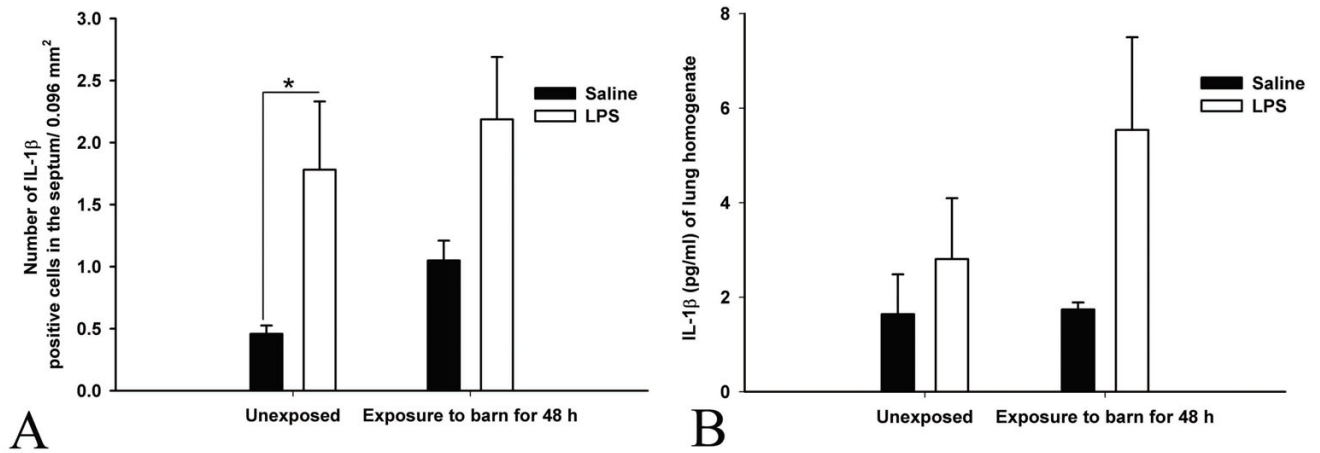 3.0
2.5
2.0
1.5
1.0
0.5
0.0
Number of IL-1β
positive cells in the septum/ 0.096 mm²
*
Saline
LPS
Unexposed
Exposure to barn for 48 h
A
8
6
4
2
0
IL-1β (pg/ml) of lung homogenate
Saline
LPS
Unexposed
Exposure to barn for 48 h
B